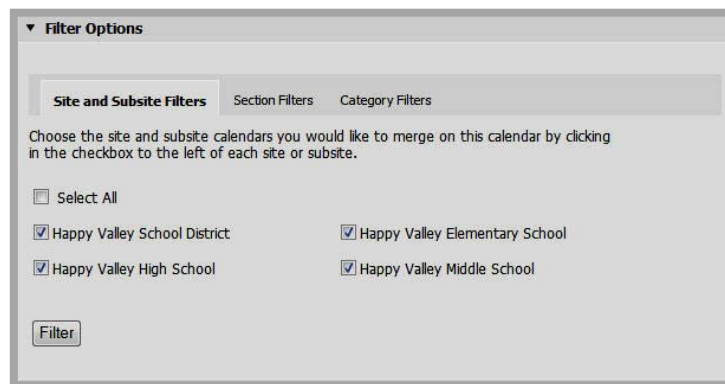 Filter Options
Site and Subsite Filters Section Filters Category Filters
Choose the site and subsite calendars you would like to merge on this calendar by clicking
in the checkbox to the left of each site or subsite.
Select All
Happy Valley School District Happy Valley Elementary School
Happy Valley High School Happy Valley Middle School
Filter